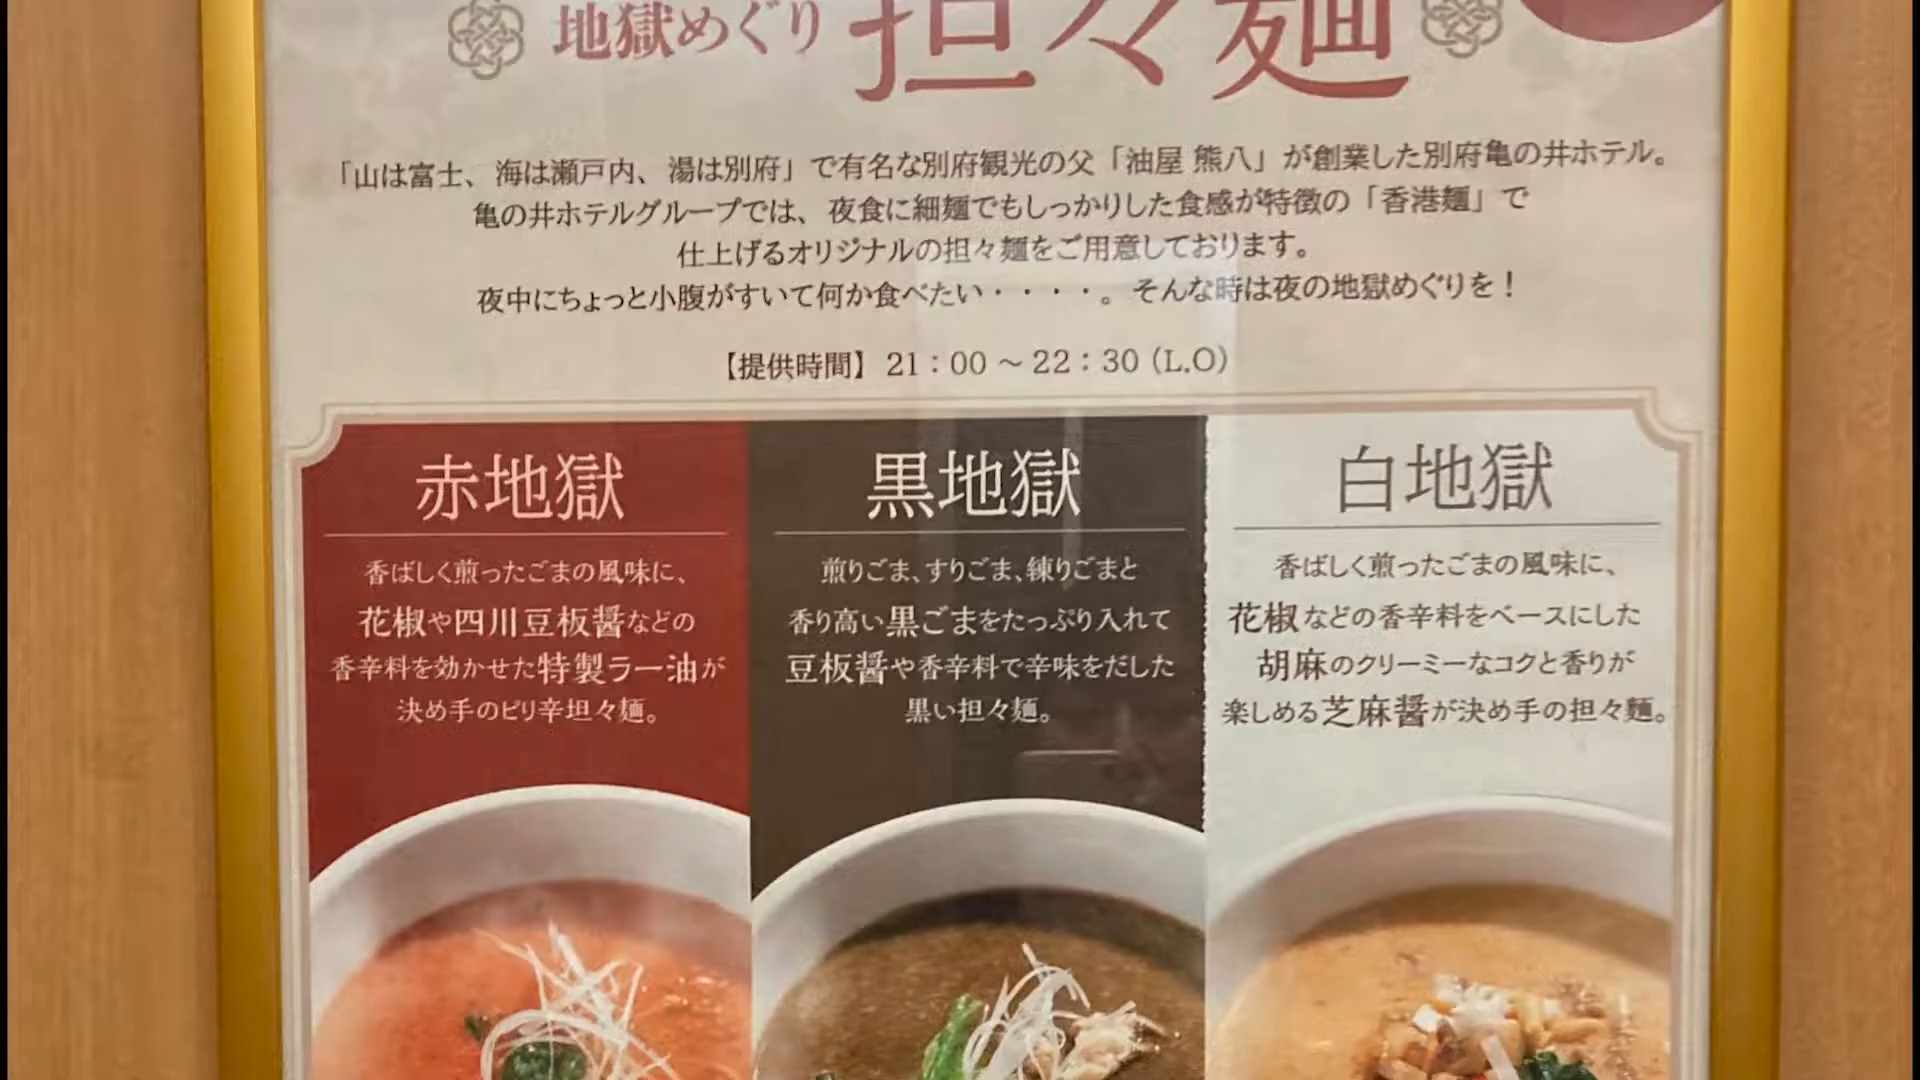 地獄めぐり 担々麺
「山は富士、海は瀬戸内、湯は別府」で有名な別府観光の父「油屋 熊八」が創業した別府亀の井ホテル。
亀の井ホテルグループでは、夜食に細麺でもしっかりした食感が特徴の「香港麺」で
仕上げるオリジナルの担々麺をご用意しております。
夜中にちょっと小腹がすいて何か食べたい・・・・。そんな時は夜の地獄めぐりを！
【提供時間】21：00 ～ 22：30 (L.O)
赤地獄
香ばしく煎ったごまの風味に、
花椒や四川豆板醤などの
香辛料を効かせた特製ラー油が
決め手のピリ辛坦々麺。
黒地獄
煎りごま、すりごま、練りごまと
香り高い黒ごまをたっぷり入れて
豆板醤や香辛料で辛味をだした
黒い担々麺。
白地獄
香ばしく煎ったごまの風味に、
花椒などの香辛料をベースにした
胡麻のクリーミーなコクと香りが
楽しめる芝麻醤が決め手の担々麺。